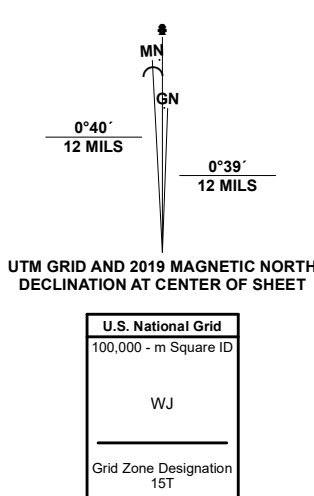 MN
GN
0°40´
12 MILS
0°39´
12 MILS
UTM GRID AND 2019 MAGNETIC NORTH
DECLINATION AT CENTER OF SHEET
U.S. National Grid
100,000 - m Square ID
WJ
Grid Zone Designation
15T